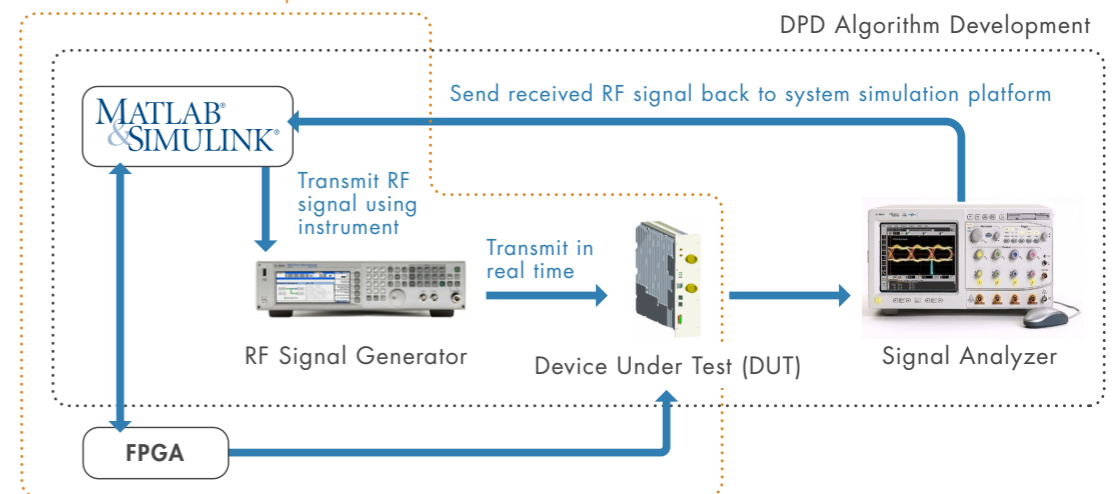 DPD Algorithm Development
Send received RF signal back to system simulation platform
MATLAB®
&SIMULINK®
Transmit RF
signal using
instrument
Transmit in
real time
RF Signal Generator
Device Under Test (DUT)
Signal Analyzer
FPGA